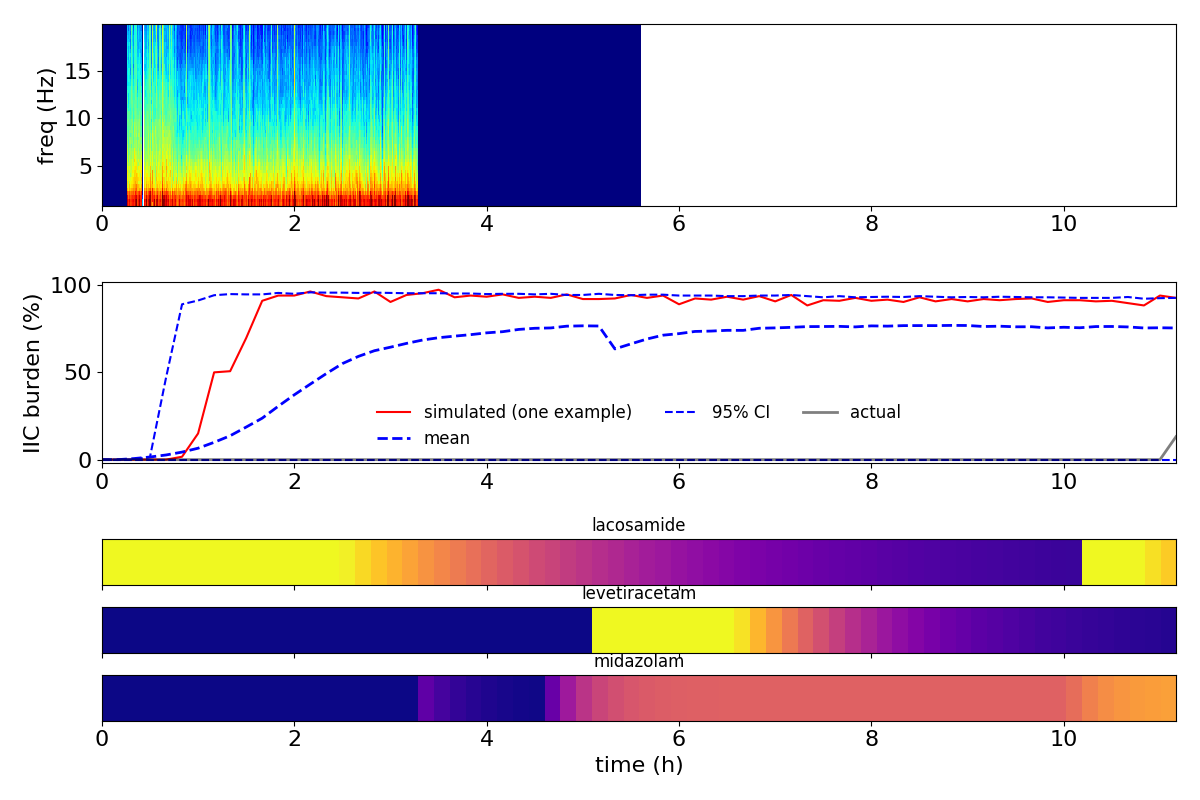 freq (Hz)
15
10
5
0 2 4 6 8 10
IIC burden (%)
100
50
0
simulated (one example) 95% CI actual
mean
0 2 4 6 8 10
lacosamide
levetiracetam
midazolam
0 2 4 6 8 10
time (h)